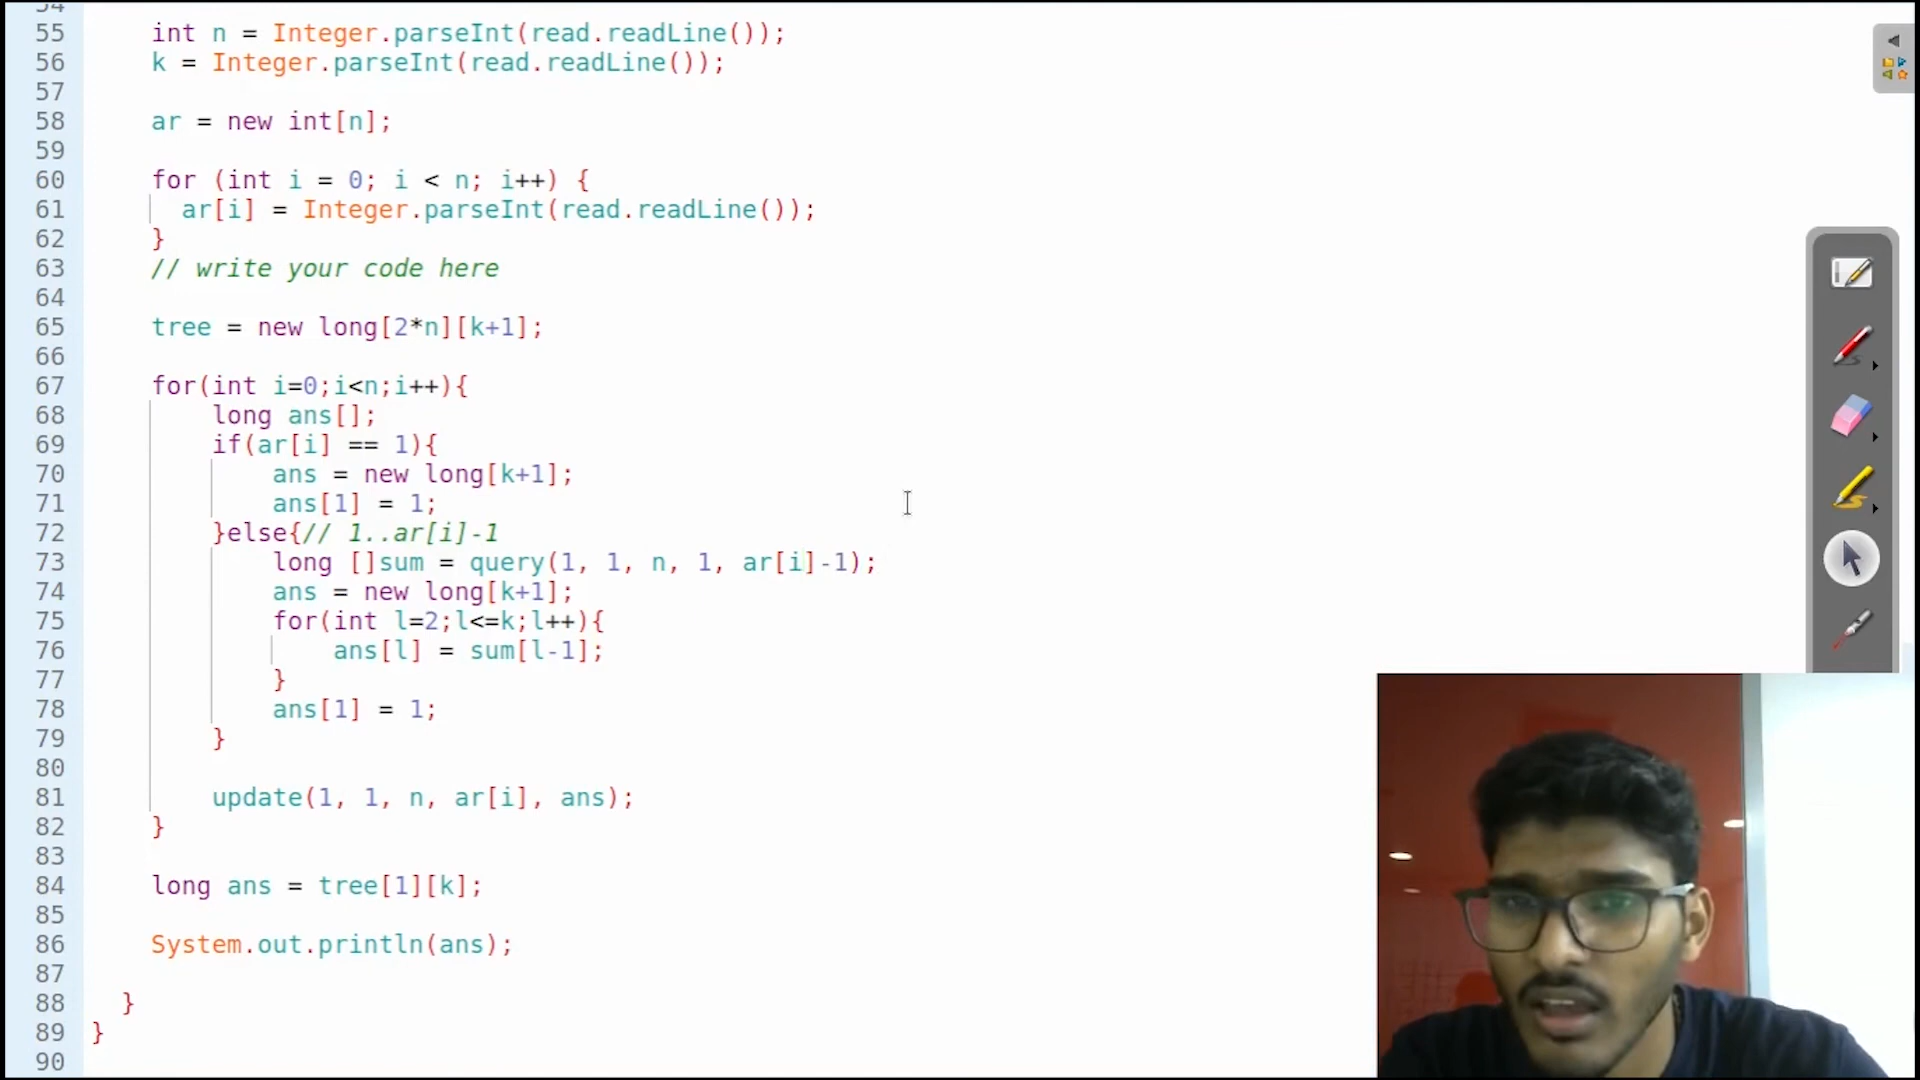 54
55 int n = Integer.parseInt(read.readLine());
56 k = Integer.parseInt(read.readLine());
57
58 ar = new int[n];
59
60 for (int i = 0; i < n; i++) {
61 ar[i] = Integer.parseInt(read.readLine());
62 }
63 // write your code here
64
65 tree = new long[2*n][k+1];
66
67 for(int i=0;i<n;i++){
68 long ans[];
69 if(ar[i] == 1){
70 ans = new long[k+1];
71 ans[1] = 1;
72 }else{// 1..ar[i]-1
73 long []sum = query(1, 1, n, 1, ar[i]-1);
74 ans = new long[k+1];
75 for(int l=2;l<=k;l++){
76 ans[l] = sum[l-1];
77 }
78 ans[1] = 1;
79 }
80
81 update(1, 1, n, ar[i], ans);
82 }
83
84 long ans = tree[1][k];
85
86 System.out.println(ans);
87
88 }
89 }
90